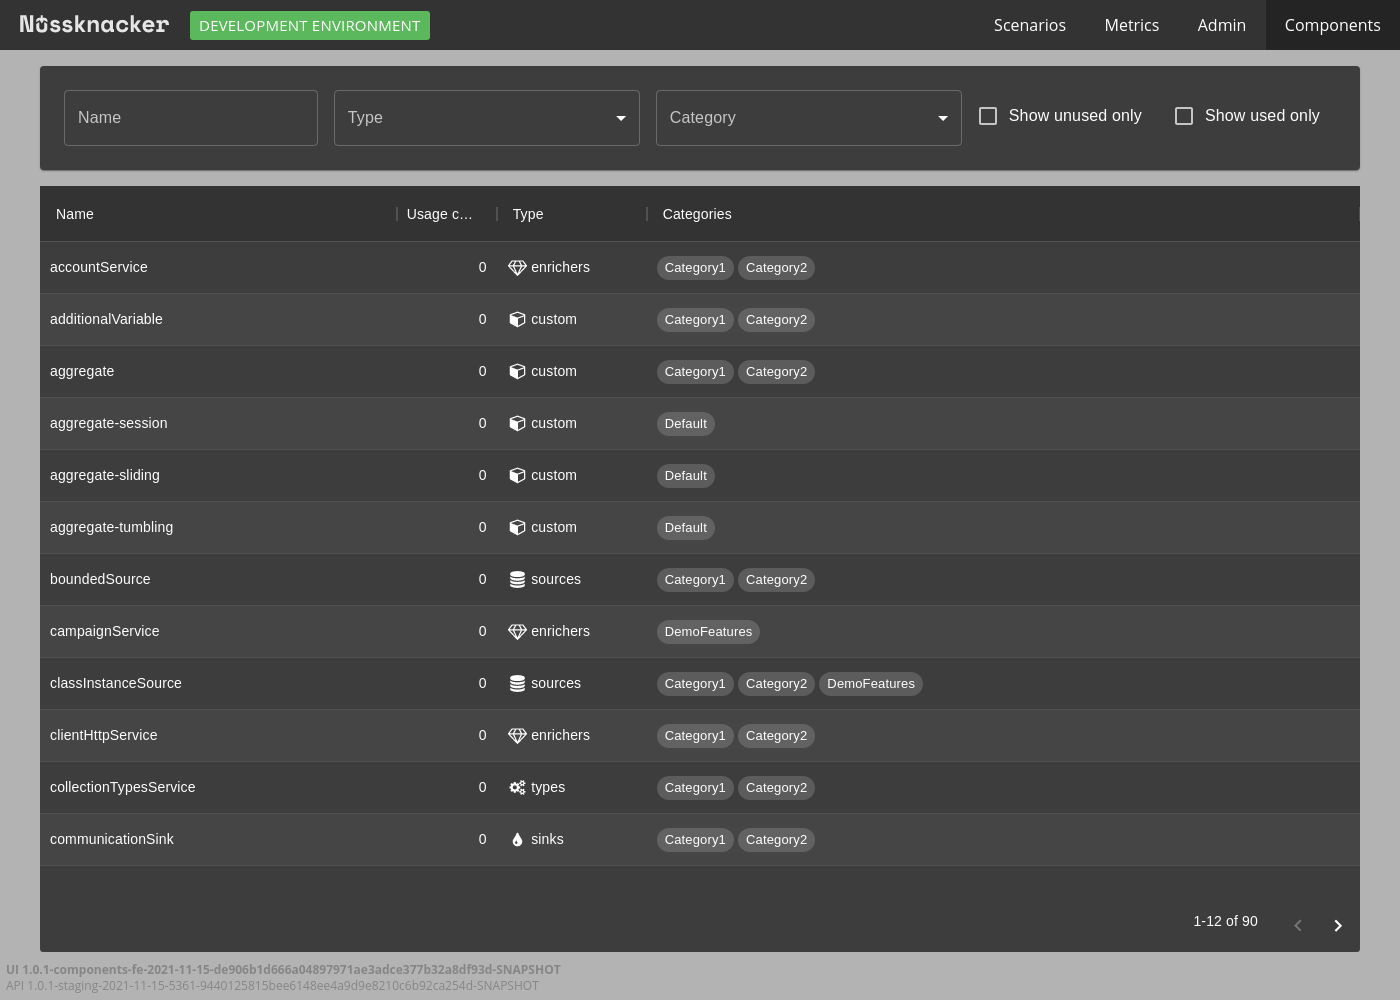 Nussknacker DEVELOPMENT ENVIRONMENT Scenarios Metrics Admin Components
Name Type Category Show unused only Show used only
Name Usage c... Type Categories
accountService 0 enrichers Category1 Category2
additionalVariable 0 custom Category1 Category2
aggregate 0 custom Category1 Category2
aggregate-session 0 custom Default
aggregate-sliding 0 custom Default
aggregate-tumbling 0 custom Default
boundedSource 0 sources Category1 Category2
campaignService 0 enrichers DemoFeatures
classInstanceSource 0 sources Category1 Category2 DemoFeatures
clientHttpService 0 enrichers Category1 Category2
collectionTypesService 0 types Category1 Category2
communicationSink 0 sinks Category1 Category2
1-12 of 90
UI 1.0.1-components-fe-2021-11-15-de906b1d666a04897971ae3adce377b32a8df93d-SNAPSHOT
API 1.0.1-staging-2021-11-15-5361-9440125815bee6148ee4a9d9e8210c6b92ca254d-SNAPSHOT